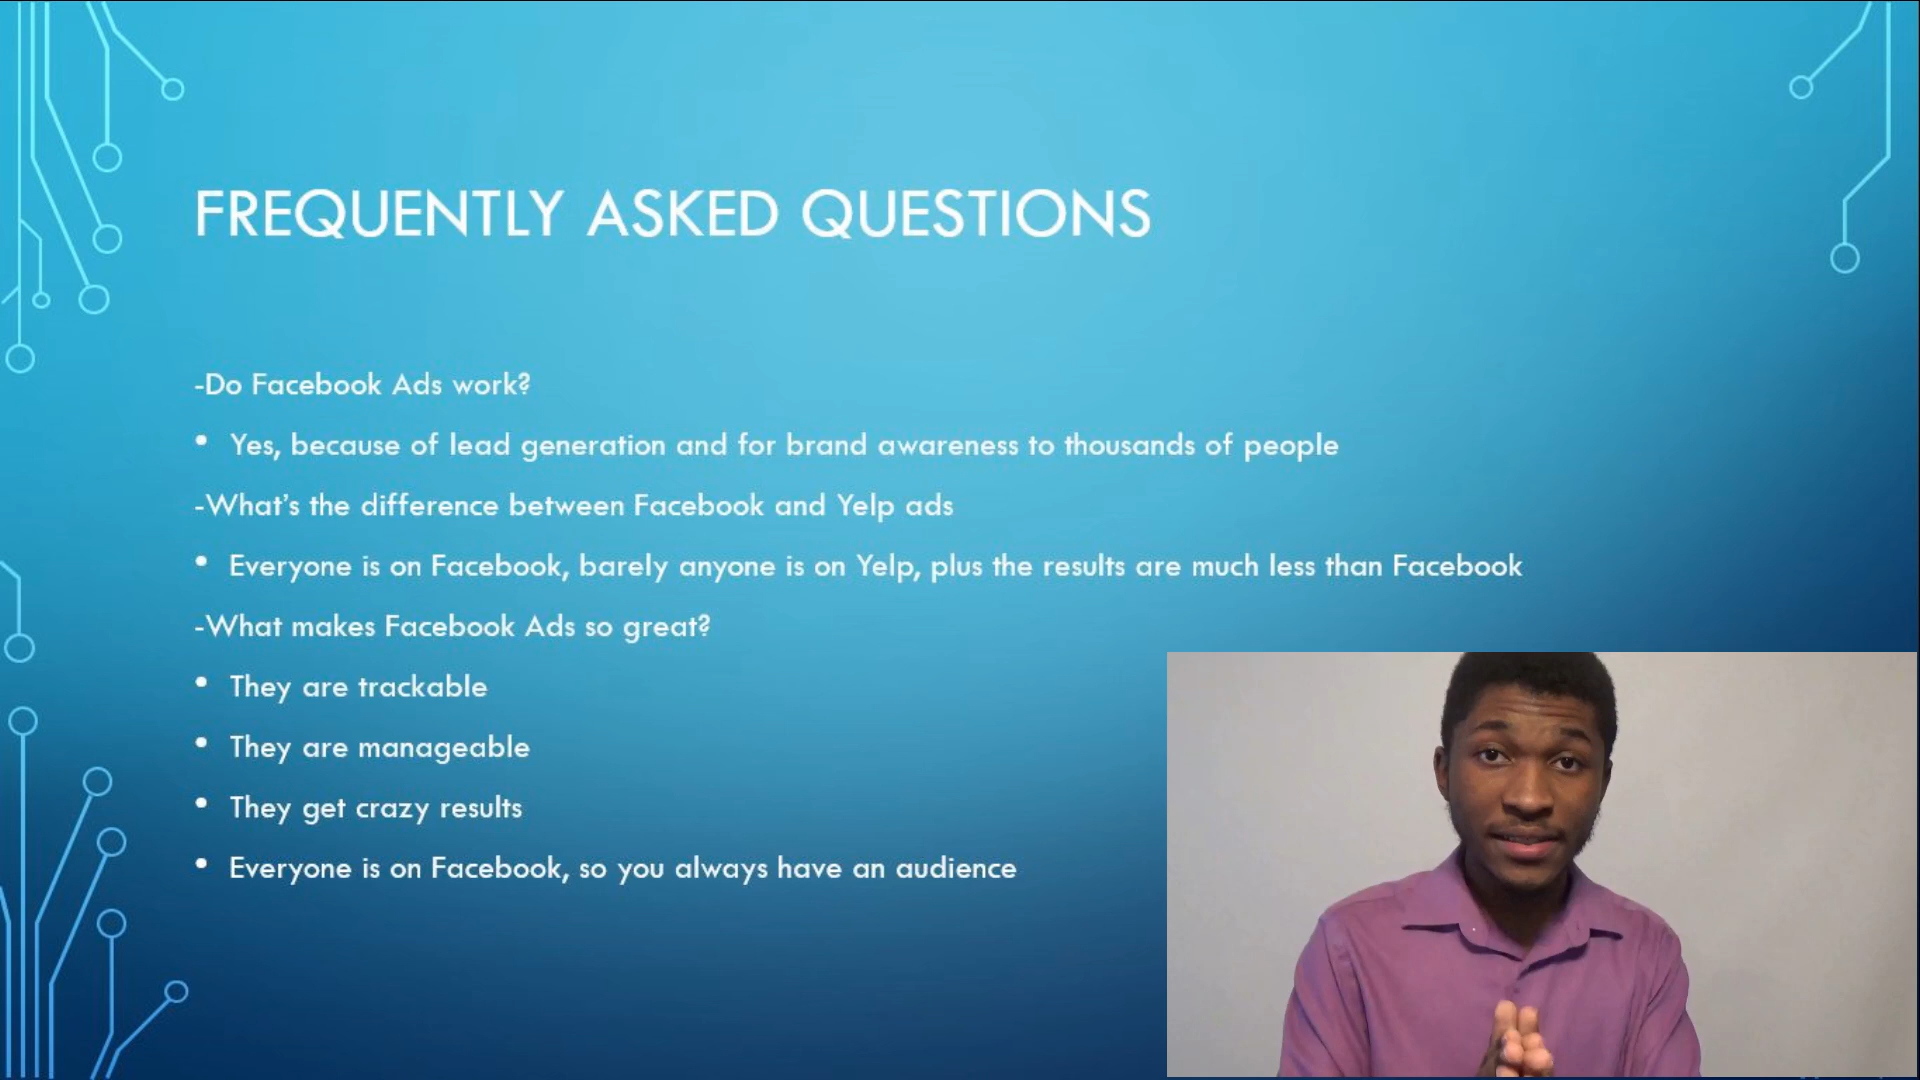 FREQUENTLY ASKED QUESTIONS
-Do Facebook Ads work?
• Yes, because of lead generation and for brand awareness to thousands of people
-What's the difference between Facebook and Yelp ads
• Everyone is on Facebook, barely anyone is on Yelp, plus the results are much less than Facebook
-What makes Facebook Ads so great?
• They are trackable
• They are manageable
• They get crazy results
• Everyone is on Facebook, so you always have an audience